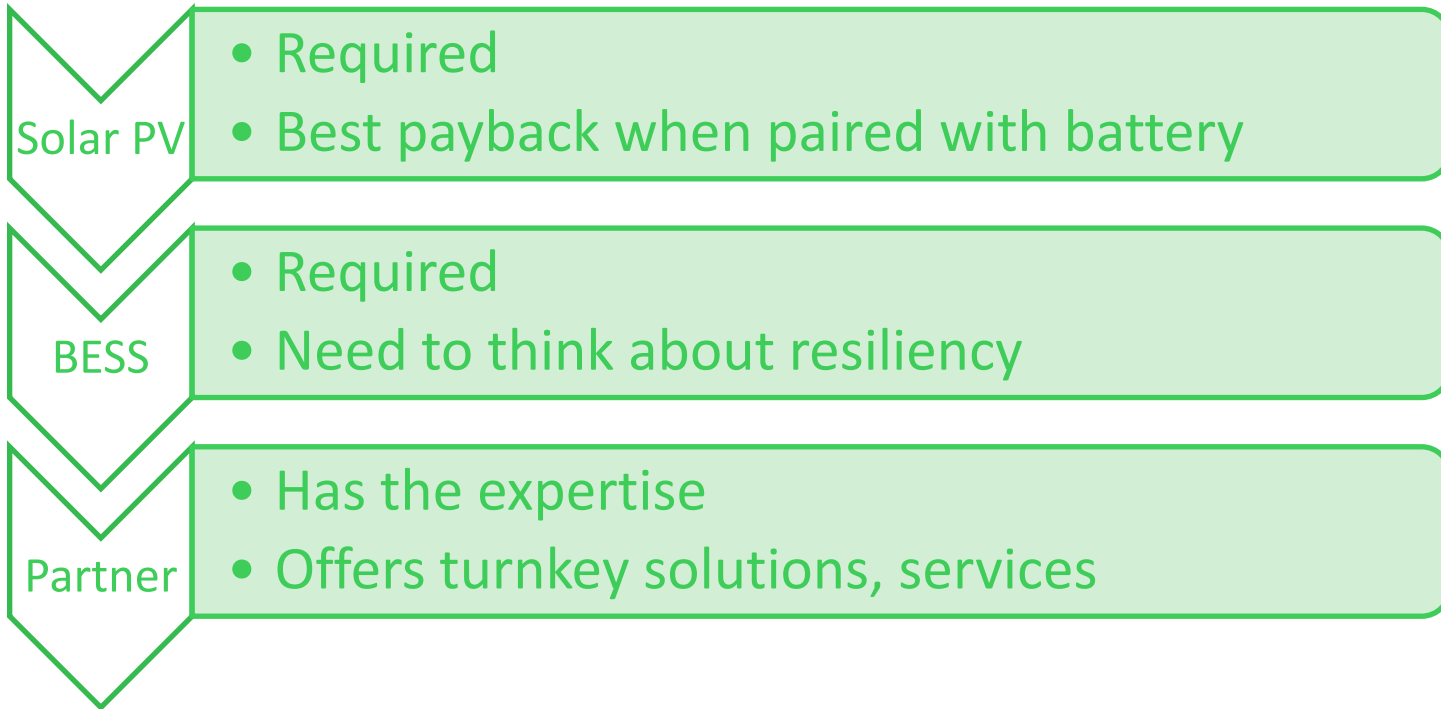 Solar PV
• Required
• Best payback when paired with battery
BESS
• Required
• Need to think about resiliency
Partner
• Has the expertise
• Offers turnkey solutions, services